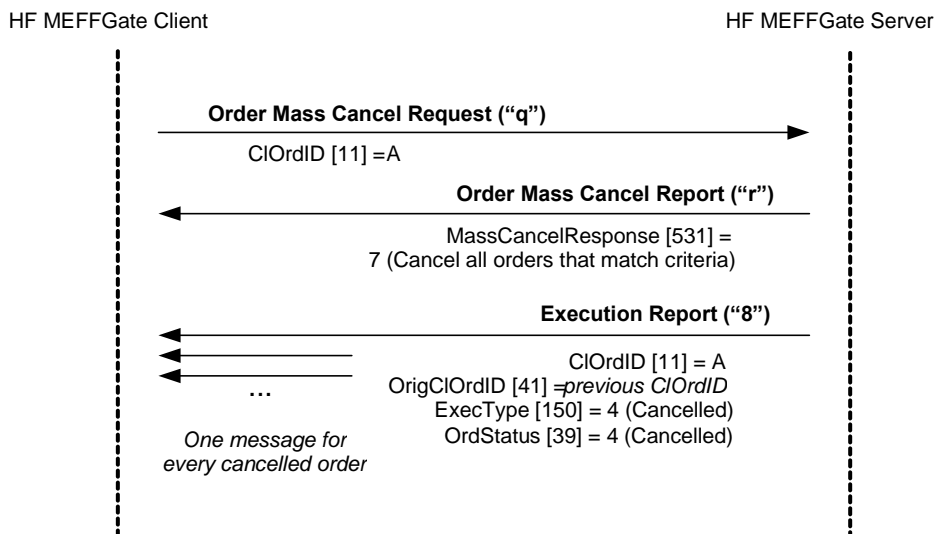 HF MEFFGate Client
HF MEFFGate Server
Order Mass Cancel Request (“q”)
ClOrdID [11] =A
Order Mass Cancel Report (“r”)
MassCancelResponse [531] =
7 (Cancel all orders that match criteria)
Execution Report (“8”)
ClOrdID [11] = A
OrigClOrdID [41] =previous ClOrdID
ExecType [150] = 4 (Cancelled)
OrdStatus [39] = 4 (Cancelled)
...
One message for
every cancelled order